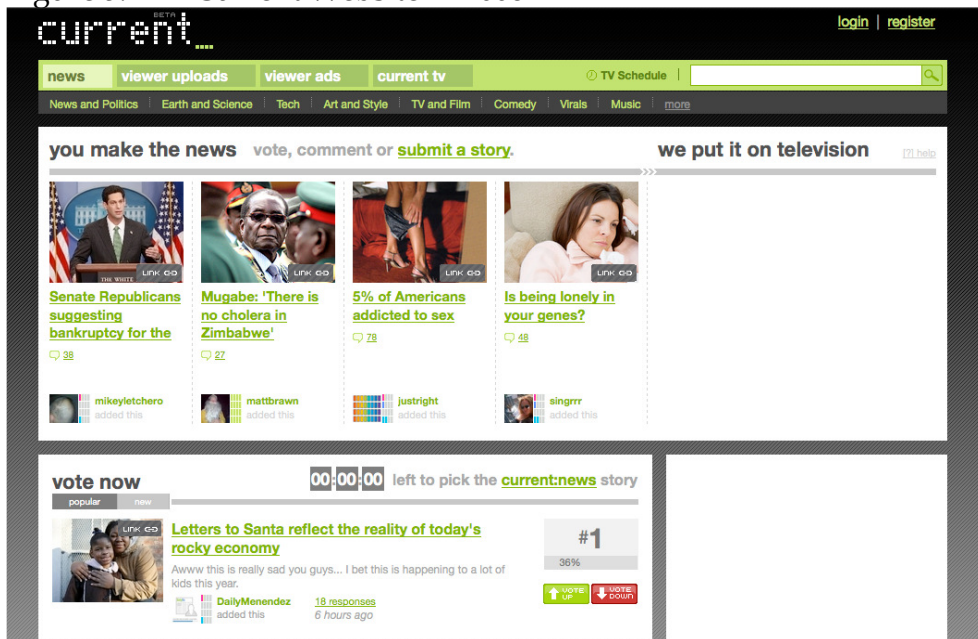 BETA
current_
login | register
news viewer uploads viewer ads current tv TV Schedule
News and Politics Earth and Science Tech Art and Style TV and Film Comedy Virals Music more
you make the news vote, comment or submit a story. we put it on television [?] help
THE WHITE
LINK LINK LINK LINK
Senate Republicans suggesting bankruptcy for the
38
Mugabe: 'There is no cholera in Zimbabwe'
27
5% of Americans addicted to sex
78
Is being lonely in your genes?
48
mikeyletchero
added this
mattbrawn
added this
justright
added this
singrrr
added this
vote now
00:00:00 left to pick the current:news story
popular new
LINK
Letters to Santa reflect the reality of today's
rocky economy
Awww this is really sad you guys... I bet this is happening to a lot of
kids this year.
DailyMenendez 18 responses
added this 6 hours ago
#1
36%
VOTE UP VOTE DOWN